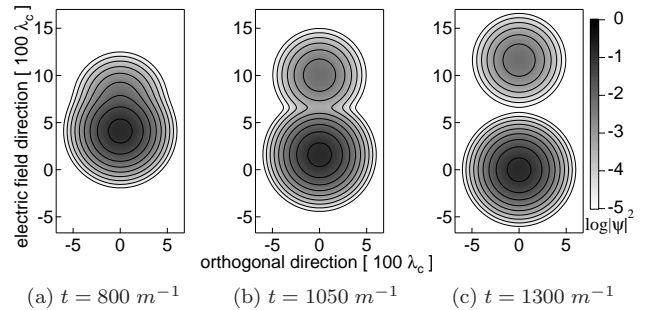 electric field direction [ 100 λc ]
15
10
5
0
-5
-5 0 5
15
10
5
0
-5
-5 0 5
15
10
5
0
-5
-5 0 5
0
-1
-2
-3
-4
-5
log|ψ|²
orthogonal direction [ 100 λc ]
(a) t = 800 m⁻¹
(b) t = 1050 m⁻¹
(c) t = 1300 m⁻¹